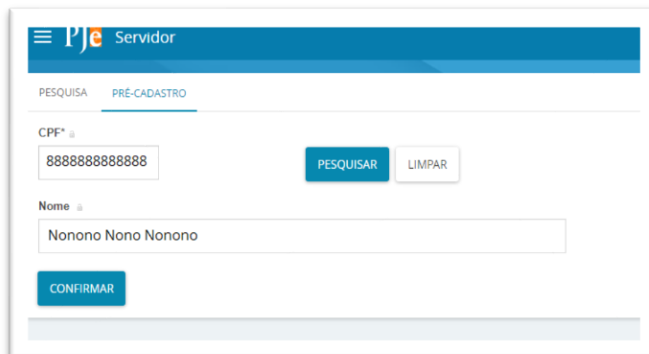 PJe Servidor
PESQUISA PRÉ-CADASTRO
CPF*
8888888888888 PESQUISAR LIMPAR
Nome
Nonono Nono Nonono
CONFIRMAR